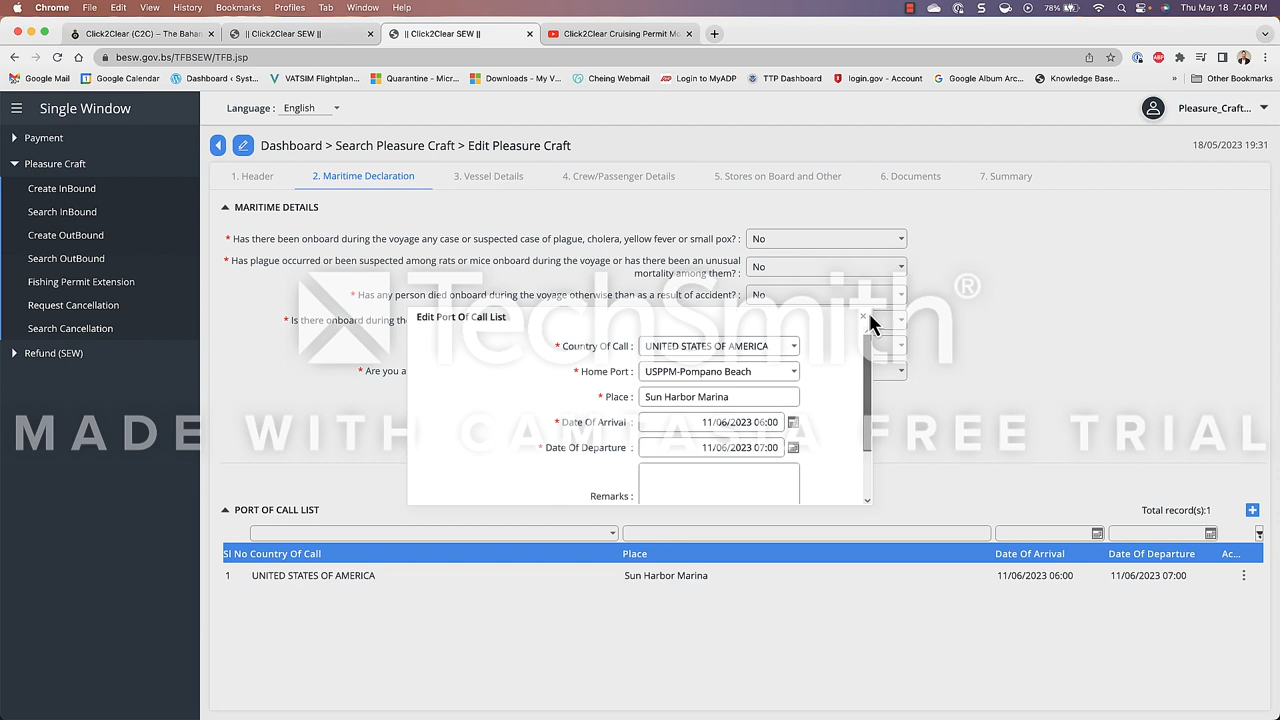 Chrome File Edit View History Bookmarks Profiles Tab Window Help 78% Thu May 18 7:40 PM
Click2Clear (C2C) – The Bahan × || Click2Clear SEW || × || Click2Clear SEW || × Click2Clear Cruising Permit Mo ×
besw.gov.bs/TFBSEW/TFB.jsp
Google Mail Google Calendar Dashboard ‹ Syst... VATSIM Flightplan... Quarantine - Micr... Downloads - My V... Cheing Webmail Login to MyADP TTP Dashboard login.gov - Account Google Album Arc... Knowledge Base... » Other Bookmarks
Single Window
Language : English
Pleasure_Craft...
Payment
Pleasure Craft
Create InBound
Search InBound
Create OutBound
Search OutBound
Fishing Permit Extension
Request Cancellation
Search Cancellation
Refund (SEW)
Dashboard > Search Pleasure Craft > Edit Pleasure Craft
18/05/2023 19:31
1. Header 2. Maritime Declaration 3. Vessel Details 4. Crew/Passenger Details 5. Stores on Board and Other 6. Documents 7. Summary
MARITIME DETAILS
* Has there been onboard during the voyage any case or suspected case of plague, cholera, yellow fever or small pox? : No
* Has plague occurred or been suspected among rats or mice onboard during the voyage or has there been an unusual
mortality among them? : No
* Has any person died onboard during the voyage otherwise than as a result of accident? : No
* Is there onboard during the
* Are you a
TechSmith®
MADE WITH CAMTASIA FREE TRIAL
Edit Port Of Call List ×
* Country Of Call : UNITED STATES OF AMERICA
* Home Port : USPPM-Pompano Beach
* Place : Sun Harbor Marina
* Date Of Arrival : 11/06/2023 06:00
* Date Of Departure : 11/06/2023 07:00
Remarks :
PORT OF CALL LIST
Total record(s):1
Sl No Country Of Call Place Date Of Arrival Date Of Departure Ac...
1 UNITED STATES OF AMERICA Sun Harbor Marina 11/06/2023 06:00 11/06/2023 07:00